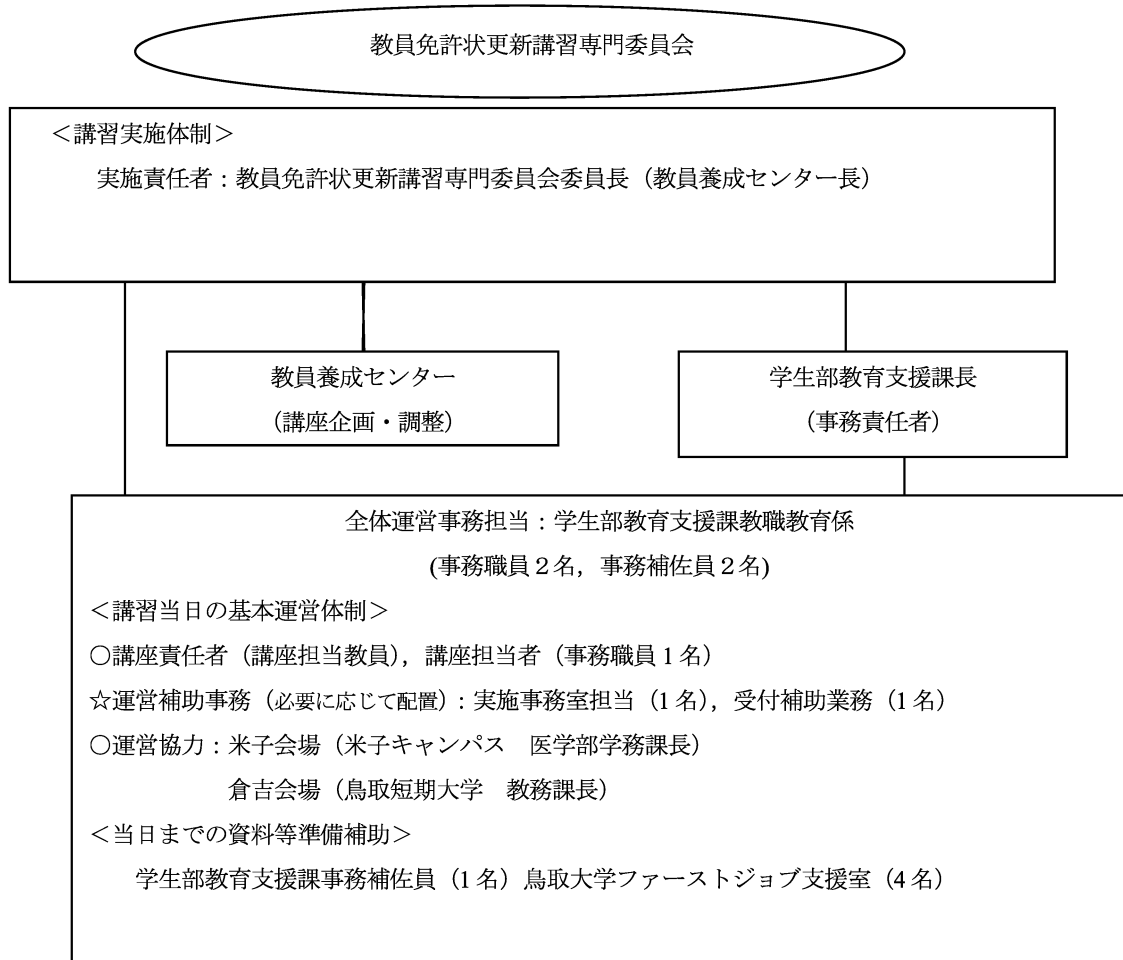 教員免許状更新講習専門委員会
＜講習実施体制＞
実施責任者：教員免許状更新講習専門委員会委員長（教員養成センター長）
教員養成センター
（講座企画・調整）
学生部教育支援課長
（事務責任者）
全体運営事務担当：学生部教育支援課教職教育係
(事務職員２名，事務補佐員２名)
＜講習当日の基本運営体制＞
○講座責任者（講座担当教員），講座担当者（事務職員 1 名）
☆運営補助事務（必要に応じて配置）：実施事務室担当（1 名），受付補助業務（1 名）
○運営協力：米子会場（米子キャンパス　医学部学務課長）
倉吉会場（鳥取短期大学　教務課長）
＜当日までの資料等準備補助＞
学生部教育支援課事務補佐員（1 名）鳥取大学ファーストジョブ支援室（4 名）